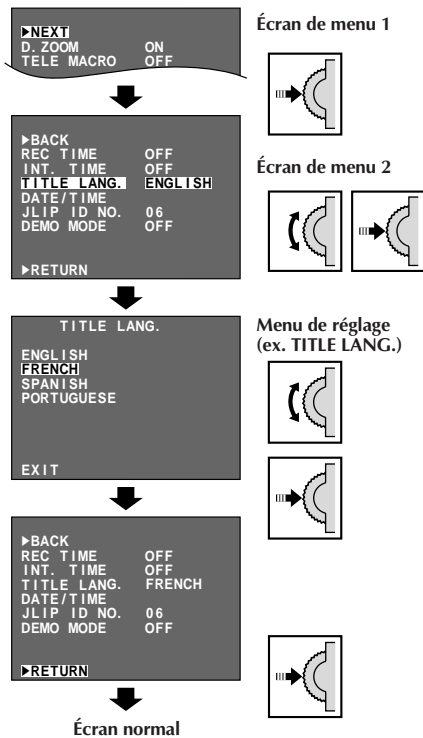 ▶NEXT
D. ZOOM ON
TELE MACRO OFF
Écran de menu 1
▶BACK
REC TIME OFF
INT. TIME OFF
TITLE LANG. ENGLISH
DATE/TIME
JLIP ID NO. 06
DEMO MODE OFF
▶RETURN
Écran de menu 2
TITLE LANG.
ENGLISH
FRENCH
SPANISH
PORTUGUESE
EXIT
Menu de réglage
(ex. TITLE LANG.)
▶BACK
REC TIME OFF
INT. TIME OFF
TITLE LANG. FRENCH
DATE/TIME
JLIP ID NO. 06
DEMO MODE OFF
▶RETURN
Écran normal